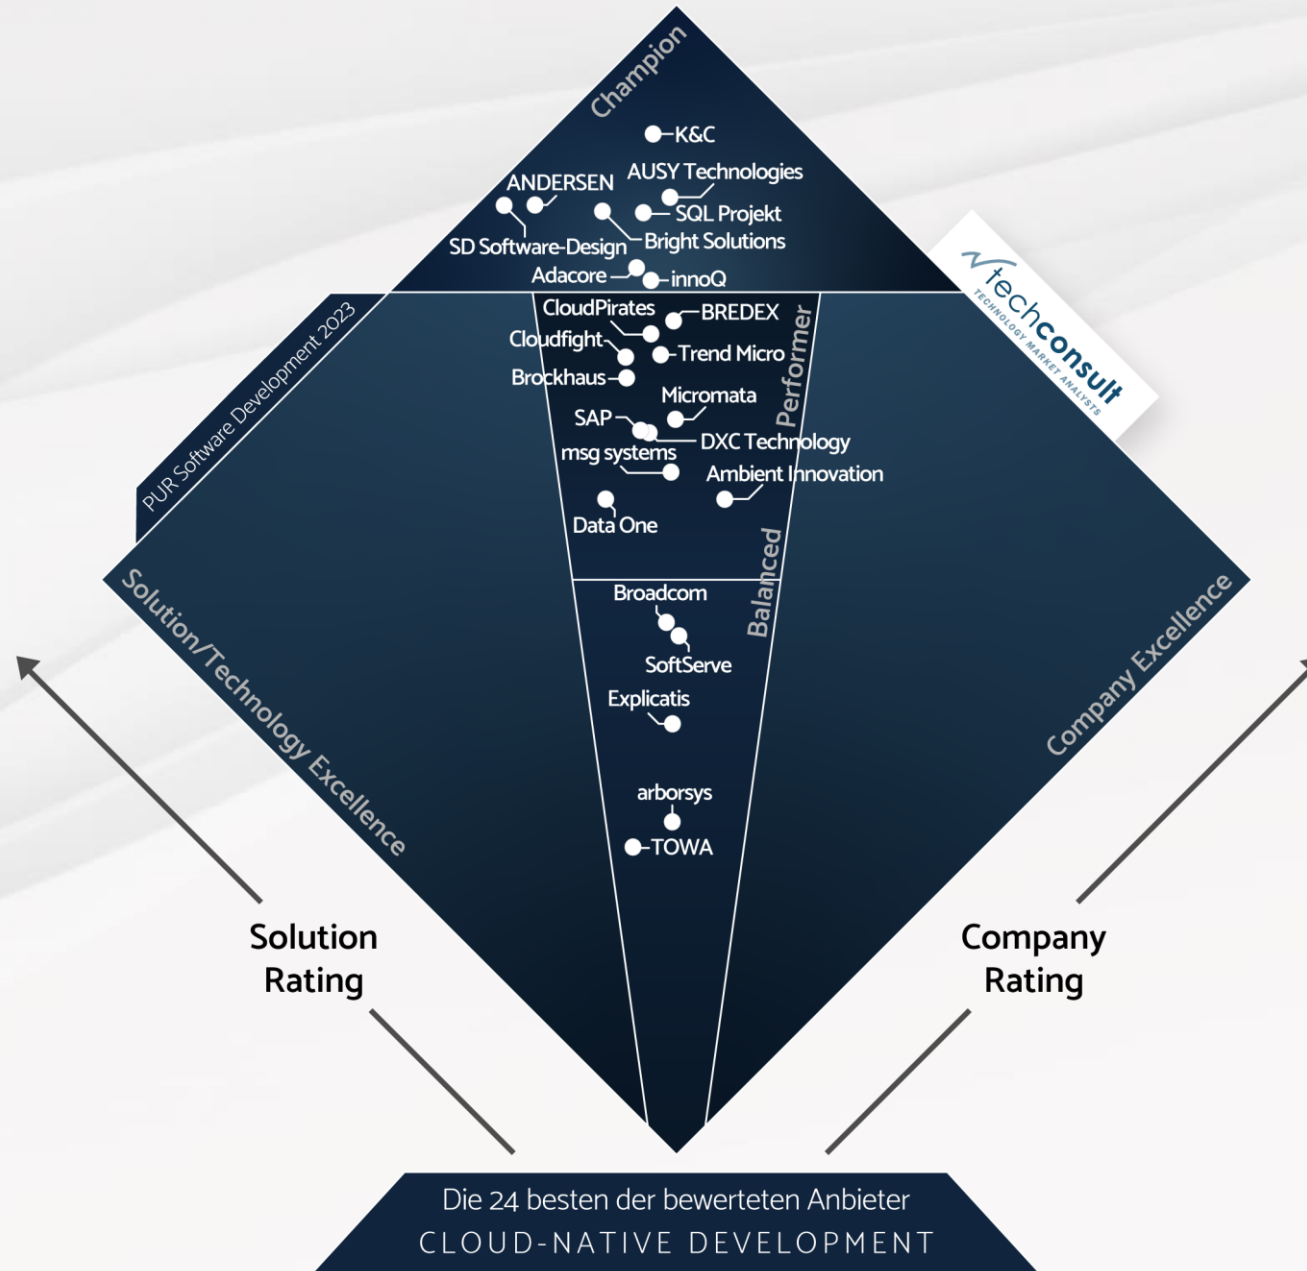 Champion
K&C
AUSY Technologies
ANDERSEN
SQL Projekt
Bright Solutions
SD Software-Design
Adacore
innoQ
PUR Software Development 2023
techconsult
TECHNOLOGY MARKET ANALYSTS
CloudPirates
BREDEX
Cloudfight
Trend Micro
Brockhaus
Performer
Micromata
SAP
DXC Technology
msg systems
Ambient Innovation
Data One
Balanced
Broadcom
SoftServe
Explicatis
arborsys
TOWA
Solution/Technology Excellence
Company Excellence
Solution
Rating
Company
Rating
Die 24 besten der bewerteten Anbieter
CLOUD-NATIVE DEVELOPMENT